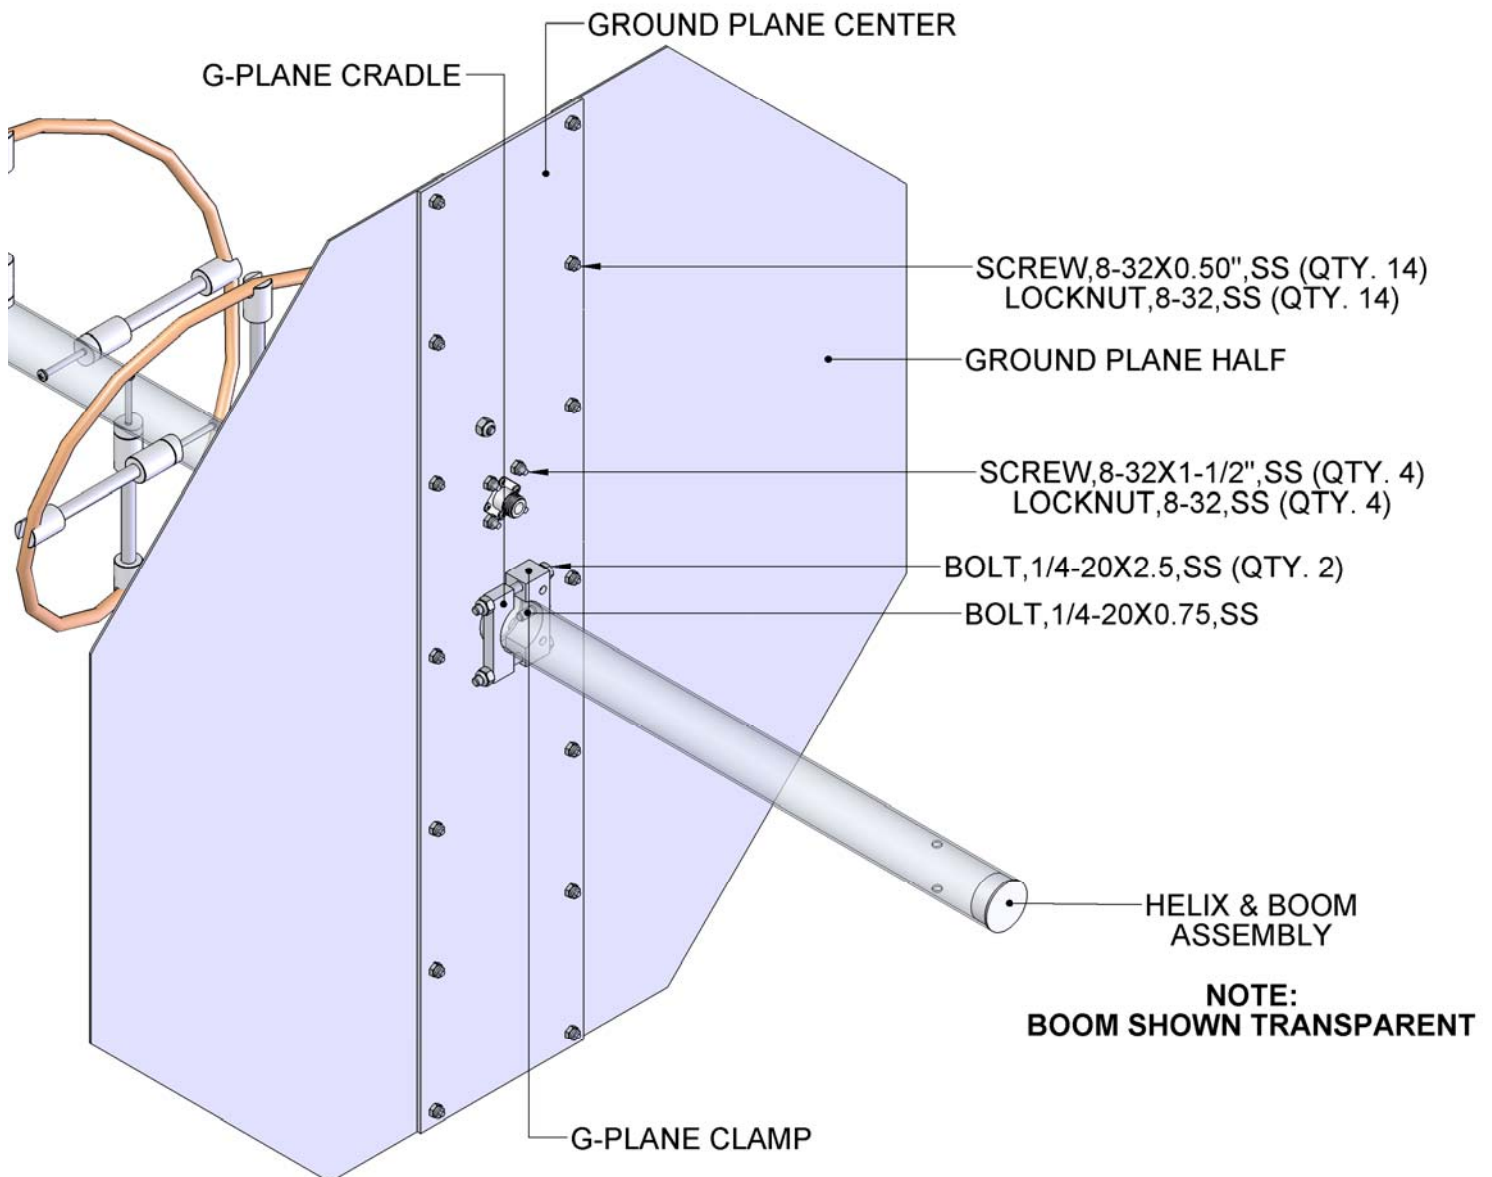 GROUND PLANE CENTER
G-PLANE CRADLE
SCREW,8-32X0.50",SS (QTY. 14)
LOCKNUT,8-32,SS (QTY. 14)
GROUND PLANE HALF
SCREW,8-32X1-1/2",SS (QTY. 4)
LOCKNUT,8-32,SS (QTY. 4)
BOLT,1/4-20X2.5,SS (QTY. 2)
BOLT,1/4-20X0.75,SS
HELIX & BOOM
ASSEMBLY
NOTE:
BOOM SHOWN TRANSPARENT
G-PLANE CLAMP